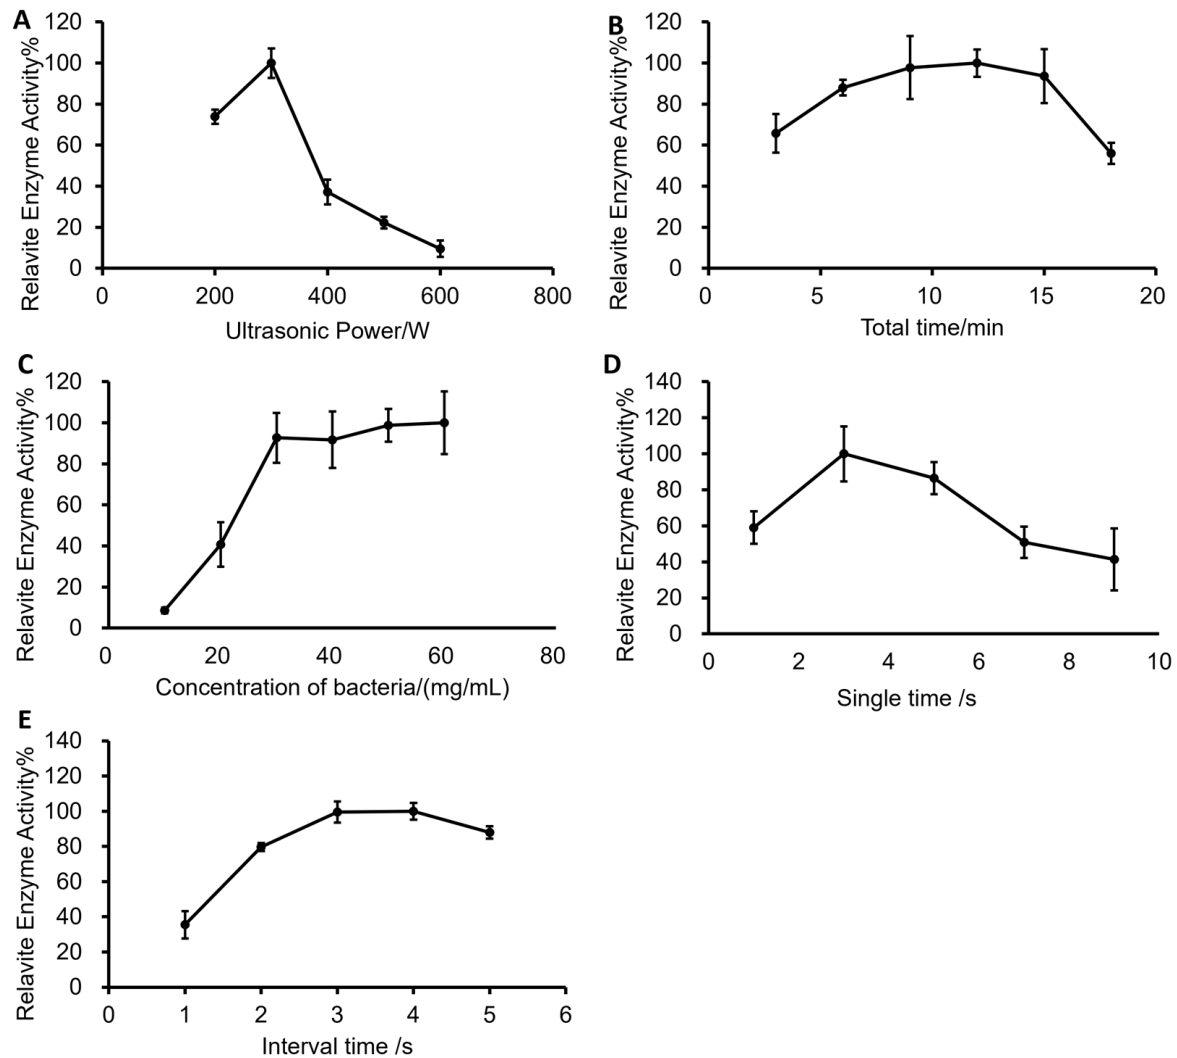 A
Relavite Enzyme Activity%
120
100
80
60
40
20
0
0 200 400 600 800
Ultrasonic Power/W
B
Relavite Enzyme Activity%
120
100
80
60
40
20
0
0 5 10 15 20
Total time/min
C
Relavite Enzyme Activity%
120
100
80
60
40
20
0
0 20 40 60 80
Concentration of bacteria/(mg/mL)
D
Relavite Enzyme Activity%
140
120
100
80
60
40
20
0
0 2 4 6 8 10
Single time /s
E
Relavite Enzyme Activity%
140
120
100
80
60
40
20
0
0 1 2 3 4 5 6
Interval time /s